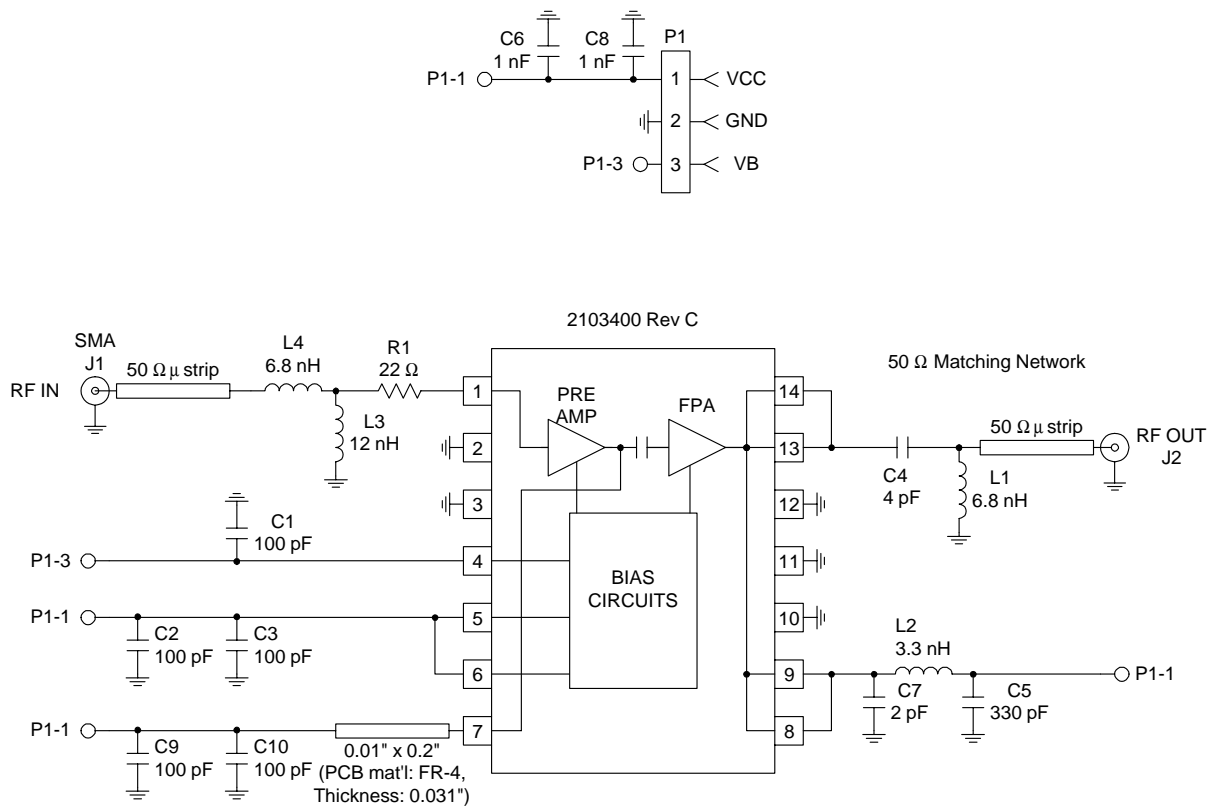 C6
1 nF
C8
1 nF
P1
P1-1
1
VCC
2
GND
P1-3
3
VB
2103400 Rev C
SMA
J1
RF IN
50 Ω μ strip
L4
6.8 nH
R1
22 Ω
L3
12 nH
1
2
3
4
5
6
7
PRE
AMP
FPA
BIAS
CIRCUITS
14
13
12
11
10
9
8
50 Ω Matching Network
50 Ω μ strip
RF OUT
J2
C4
4 pF
L1
6.8 nH
C1
100 pF
P1-3
P1-1
C2
100 pF
C3
100 pF
L2
3.3 nH
C7
2 pF
C5
330 pF
P1-1
P1-1
C9
100 pF
C10
100 pF
0.01" x 0.2"
(PCB mat'l: FR-4,
Thickness: 0.031")